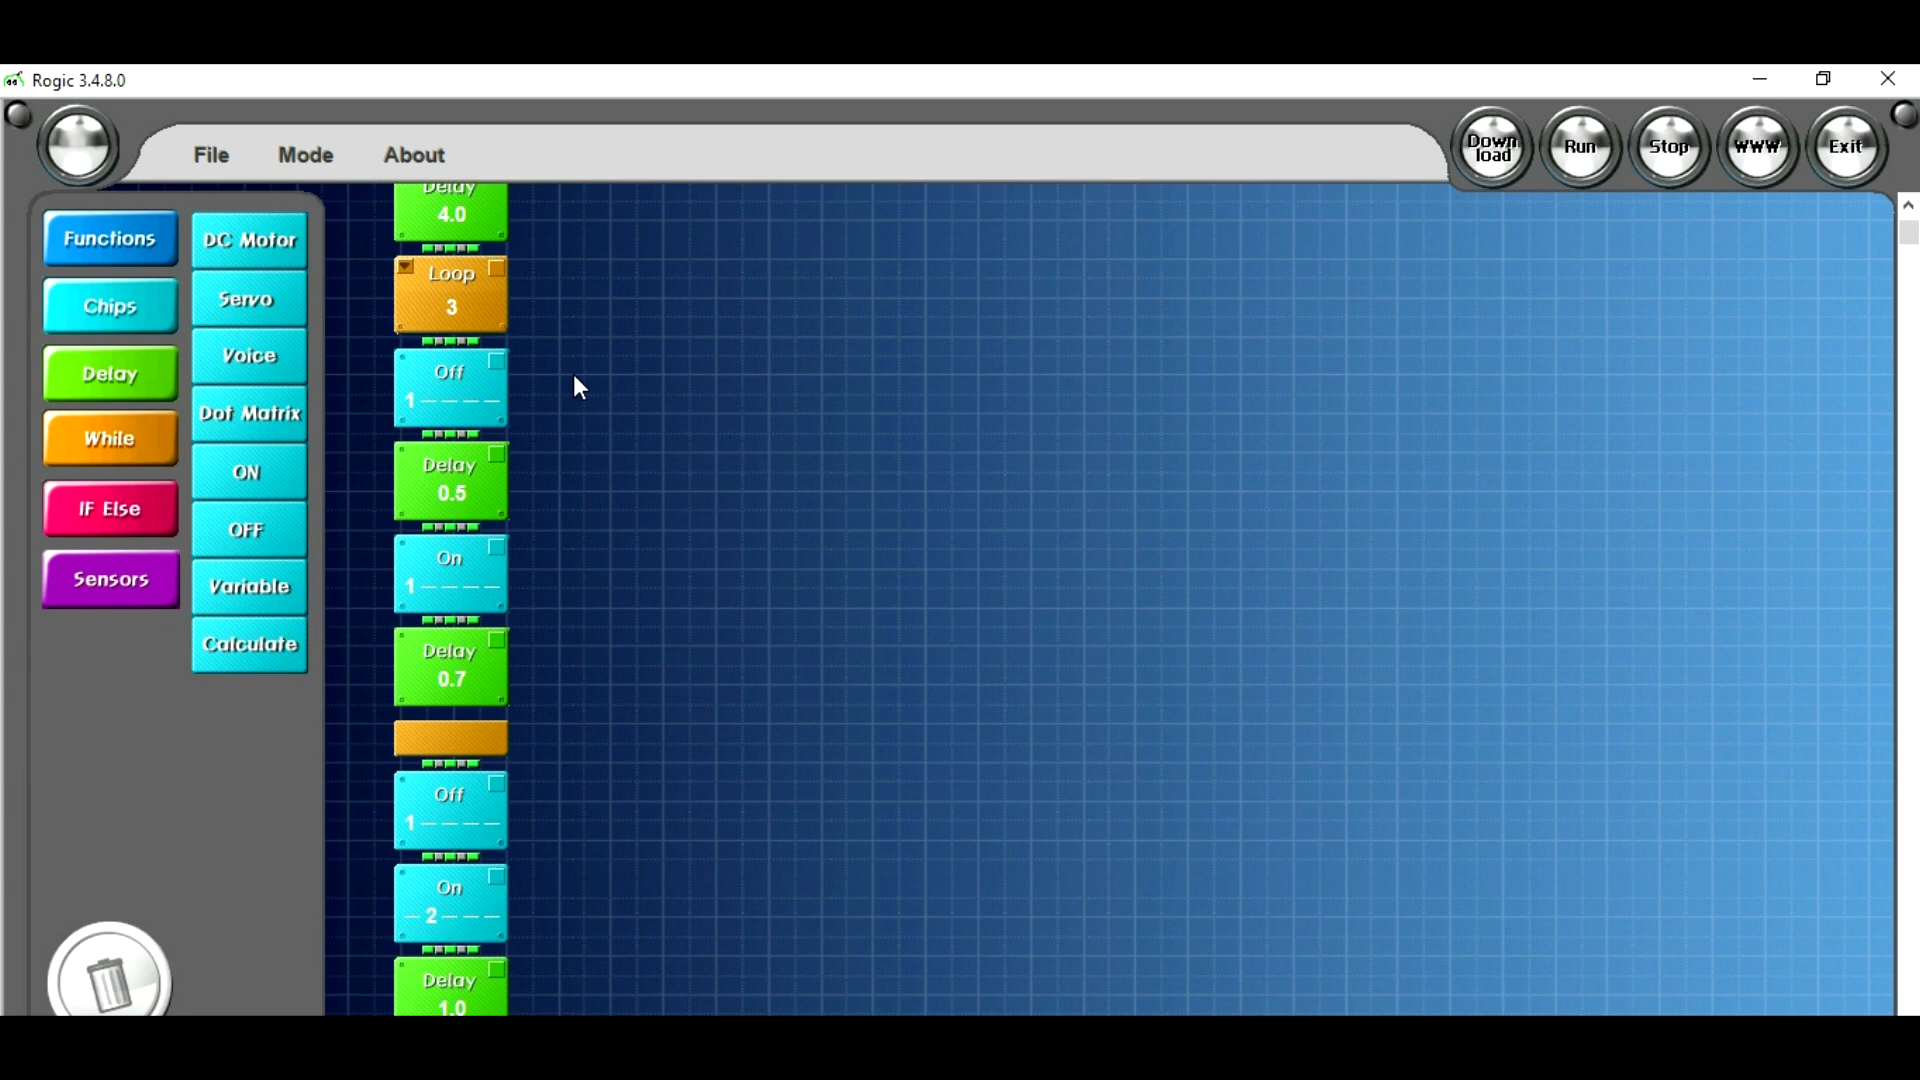 Rogic 3.4.8.0
File Mode About
Down load
Run
Stop
WWW
Exit
Functions
Chips
Delay
While
IF Else
Sensors
DC Motor
Servo
Voice
Dot Matrix
ON
OFF
Variable
Calculate
Delay
4.0
Loop
3
Off
1 – – – –
Delay
0.5
On
1 – – – –
Delay
0.7
Off
1 – – – –
On
– 2 – – –
Delay
1.0